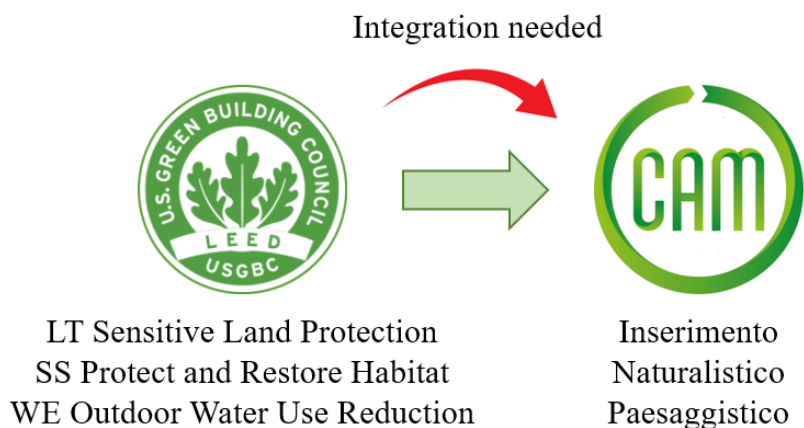 Integration needed
U.S. GREEN BUILDING COUNCIL
LEED
USGBC
CAM
LT Sensitive Land Protection
SS Protect and Restore Habitat
WE Outdoor Water Use Reduction
Inserimento
Naturalistico
Paesaggistico